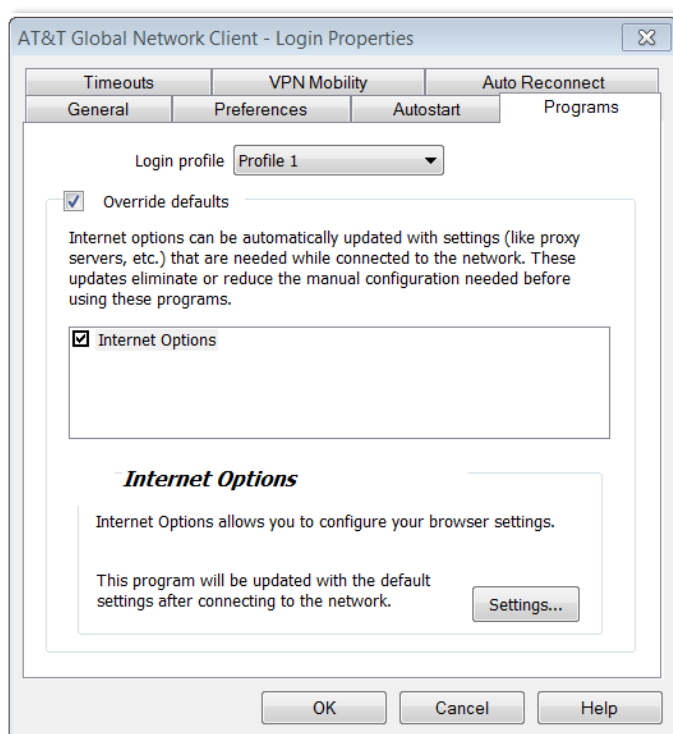 AT&T Global Network Client - Login Properties
Timeouts VPN Mobility Auto Reconnect
General Preferences Autostart Programs
Login profile Profile 1
Override defaults
Internet options can be automatically updated with settings (like proxy
servers, etc.) that are needed while connected to the network. These
updates eliminate or reduce the manual configuration needed before
using these programs.
Internet Options
Internet Options
Internet Options allows you to configure your browser settings.
This program will be updated with the default
settings after connecting to the network.
Settings...
OK Cancel Help